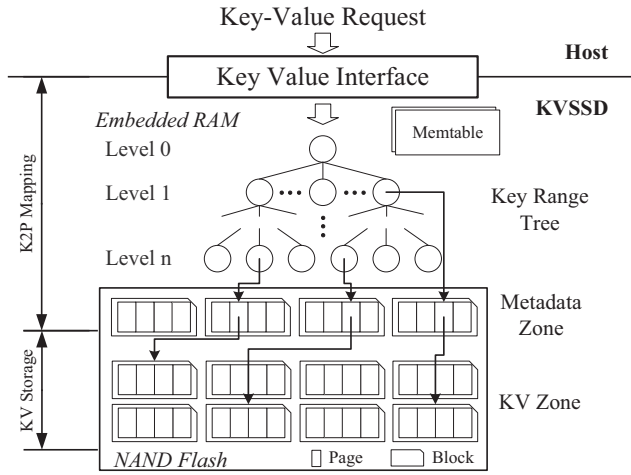 Key-Value Request
Host
Key Value Interface
KVSSD
Embedded RAM
Memtable
Level 0
Level 1
Key Range
Tree
K2P Mapping
Level n
Metadata
Zone
KV Storage
KV Zone
NAND Flash
Page
Block